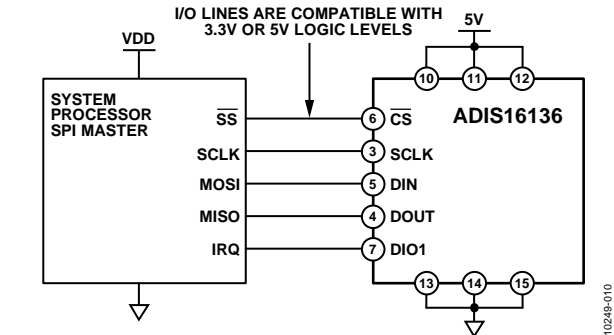 I/O LINES ARE COMPATIBLE WITH
3.3V OR 5V LOGIC LEVELS
VDD
5V
10
11
12
SYSTEM
PROCESSOR
SPI MASTER
ADIS16136
SS
6
CS
SCLK
3
SCLK
MOSI
5
DIN
MISO
4
DOUT
IRQ
7
DIO1
13
14
15
10249-010